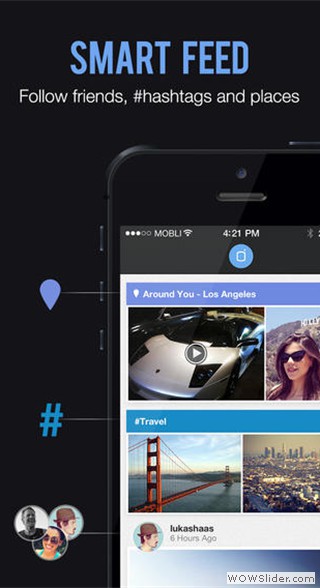 SMART FEED
Follow friends, #hashtags and places
MOBLI 4:21 PM
Around You - Los Angeles
#
#Travel
lukashaas
6 Hours Ago
WOWSlider.com